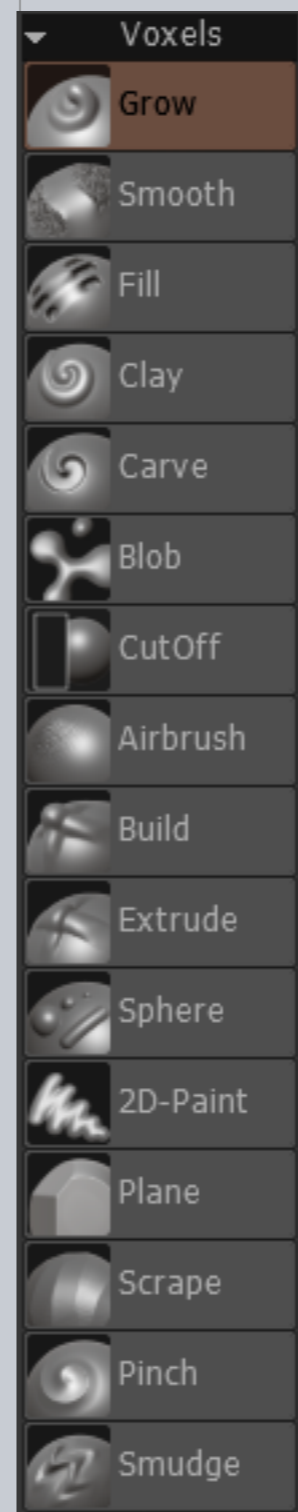 Voxels
Grow
Smooth
Fill
Clay
Carve
Blob
CutOff
Airbrush
Build
Extrude
Sphere
2D-Paint
Plane
Scrape
Pinch
Smudge